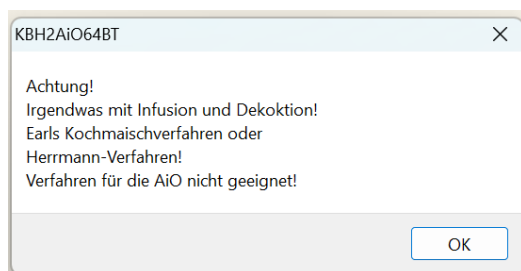 KBH2AiO64BT
Achtung!
Irgendwas mit Infusion und Dekoktion!
Earls Kochmaischverfahren oder
Herrmann-Verfahren!
Verfahren für die AiO nicht geeignet!
OK